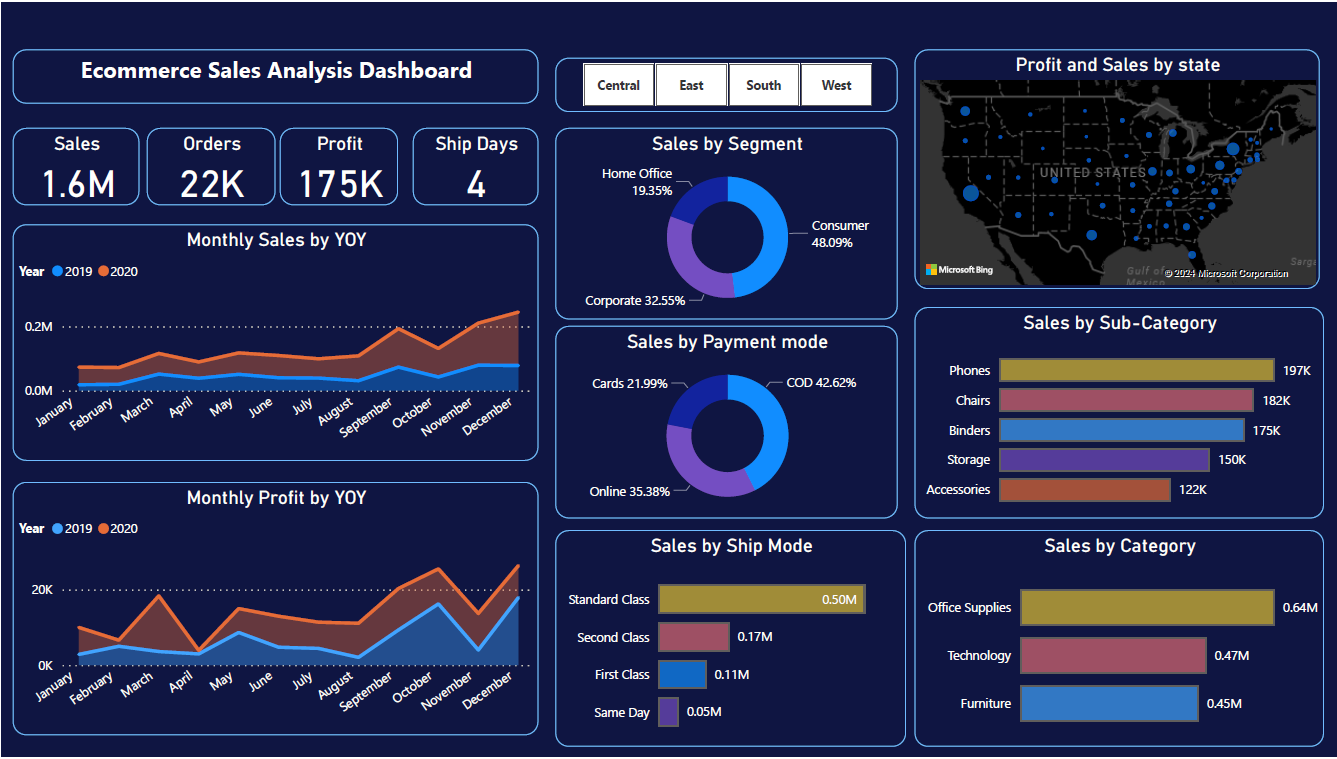 Ecommerce Sales Analysis Dashboard
Central
East
South
West
Profit and Sales by state
UNITED STATES
Gulf of
Mexico
Microsoft Bing
© 2024 Microsoft Corporation
Sales
1.6M
Orders
22K
Profit
175K
Ship Days
4
Sales by Segment
Home Office
19.35%
Consumer
48.09%
Corporate 32.55%
Monthly Sales by YOY
Year 2019 2020
0.2M
0.0M
January
February
March
April
May
June
July
August
September
October
November
December
Sales by Payment mode
Cards 21.99%
COD 42.62%
Online 35.38%
Sales by Sub-Category
Phones 197K
Chairs 182K
Binders 175K
Storage 150K
Accessories 122K
Monthly Profit by YOY
Year 2019 2020
20K
0K
January
February
March
April
May
June
July
August
September
October
November
December
Sales by Ship Mode
Standard Class 0.50M
Second Class 0.17M
First Class 0.11M
Same Day 0.05M
Sales by Category
Office Supplies 0.64M
Technology 0.47M
Furniture 0.45M